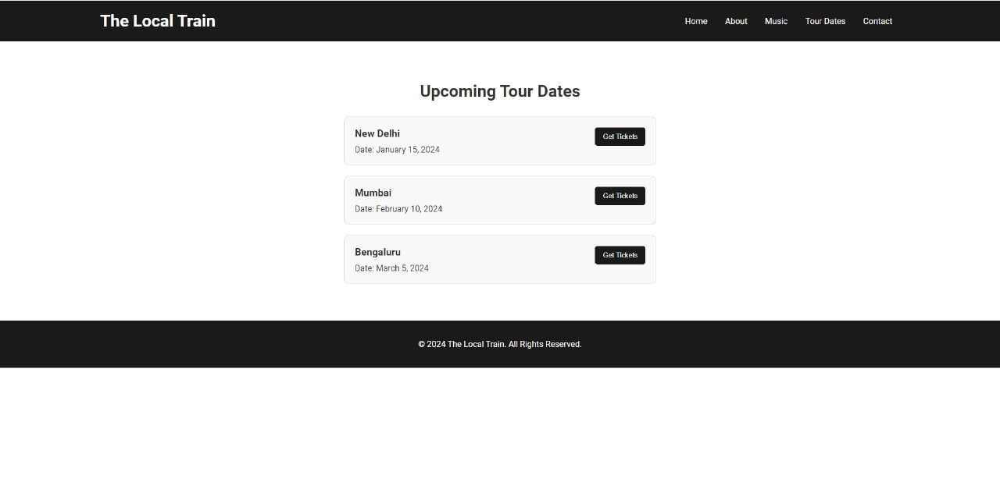 The Local Train
Home About Music Tour Dates Contact
Upcoming Tour Dates
New Delhi
Get Tickets
Date: January 15, 2024
Mumbai
Get Tickets
Date: February 10, 2024
Bengaluru
Get Tickets
Date: March 5, 2024
© 2024 The Local Train. All Rights Reserved.